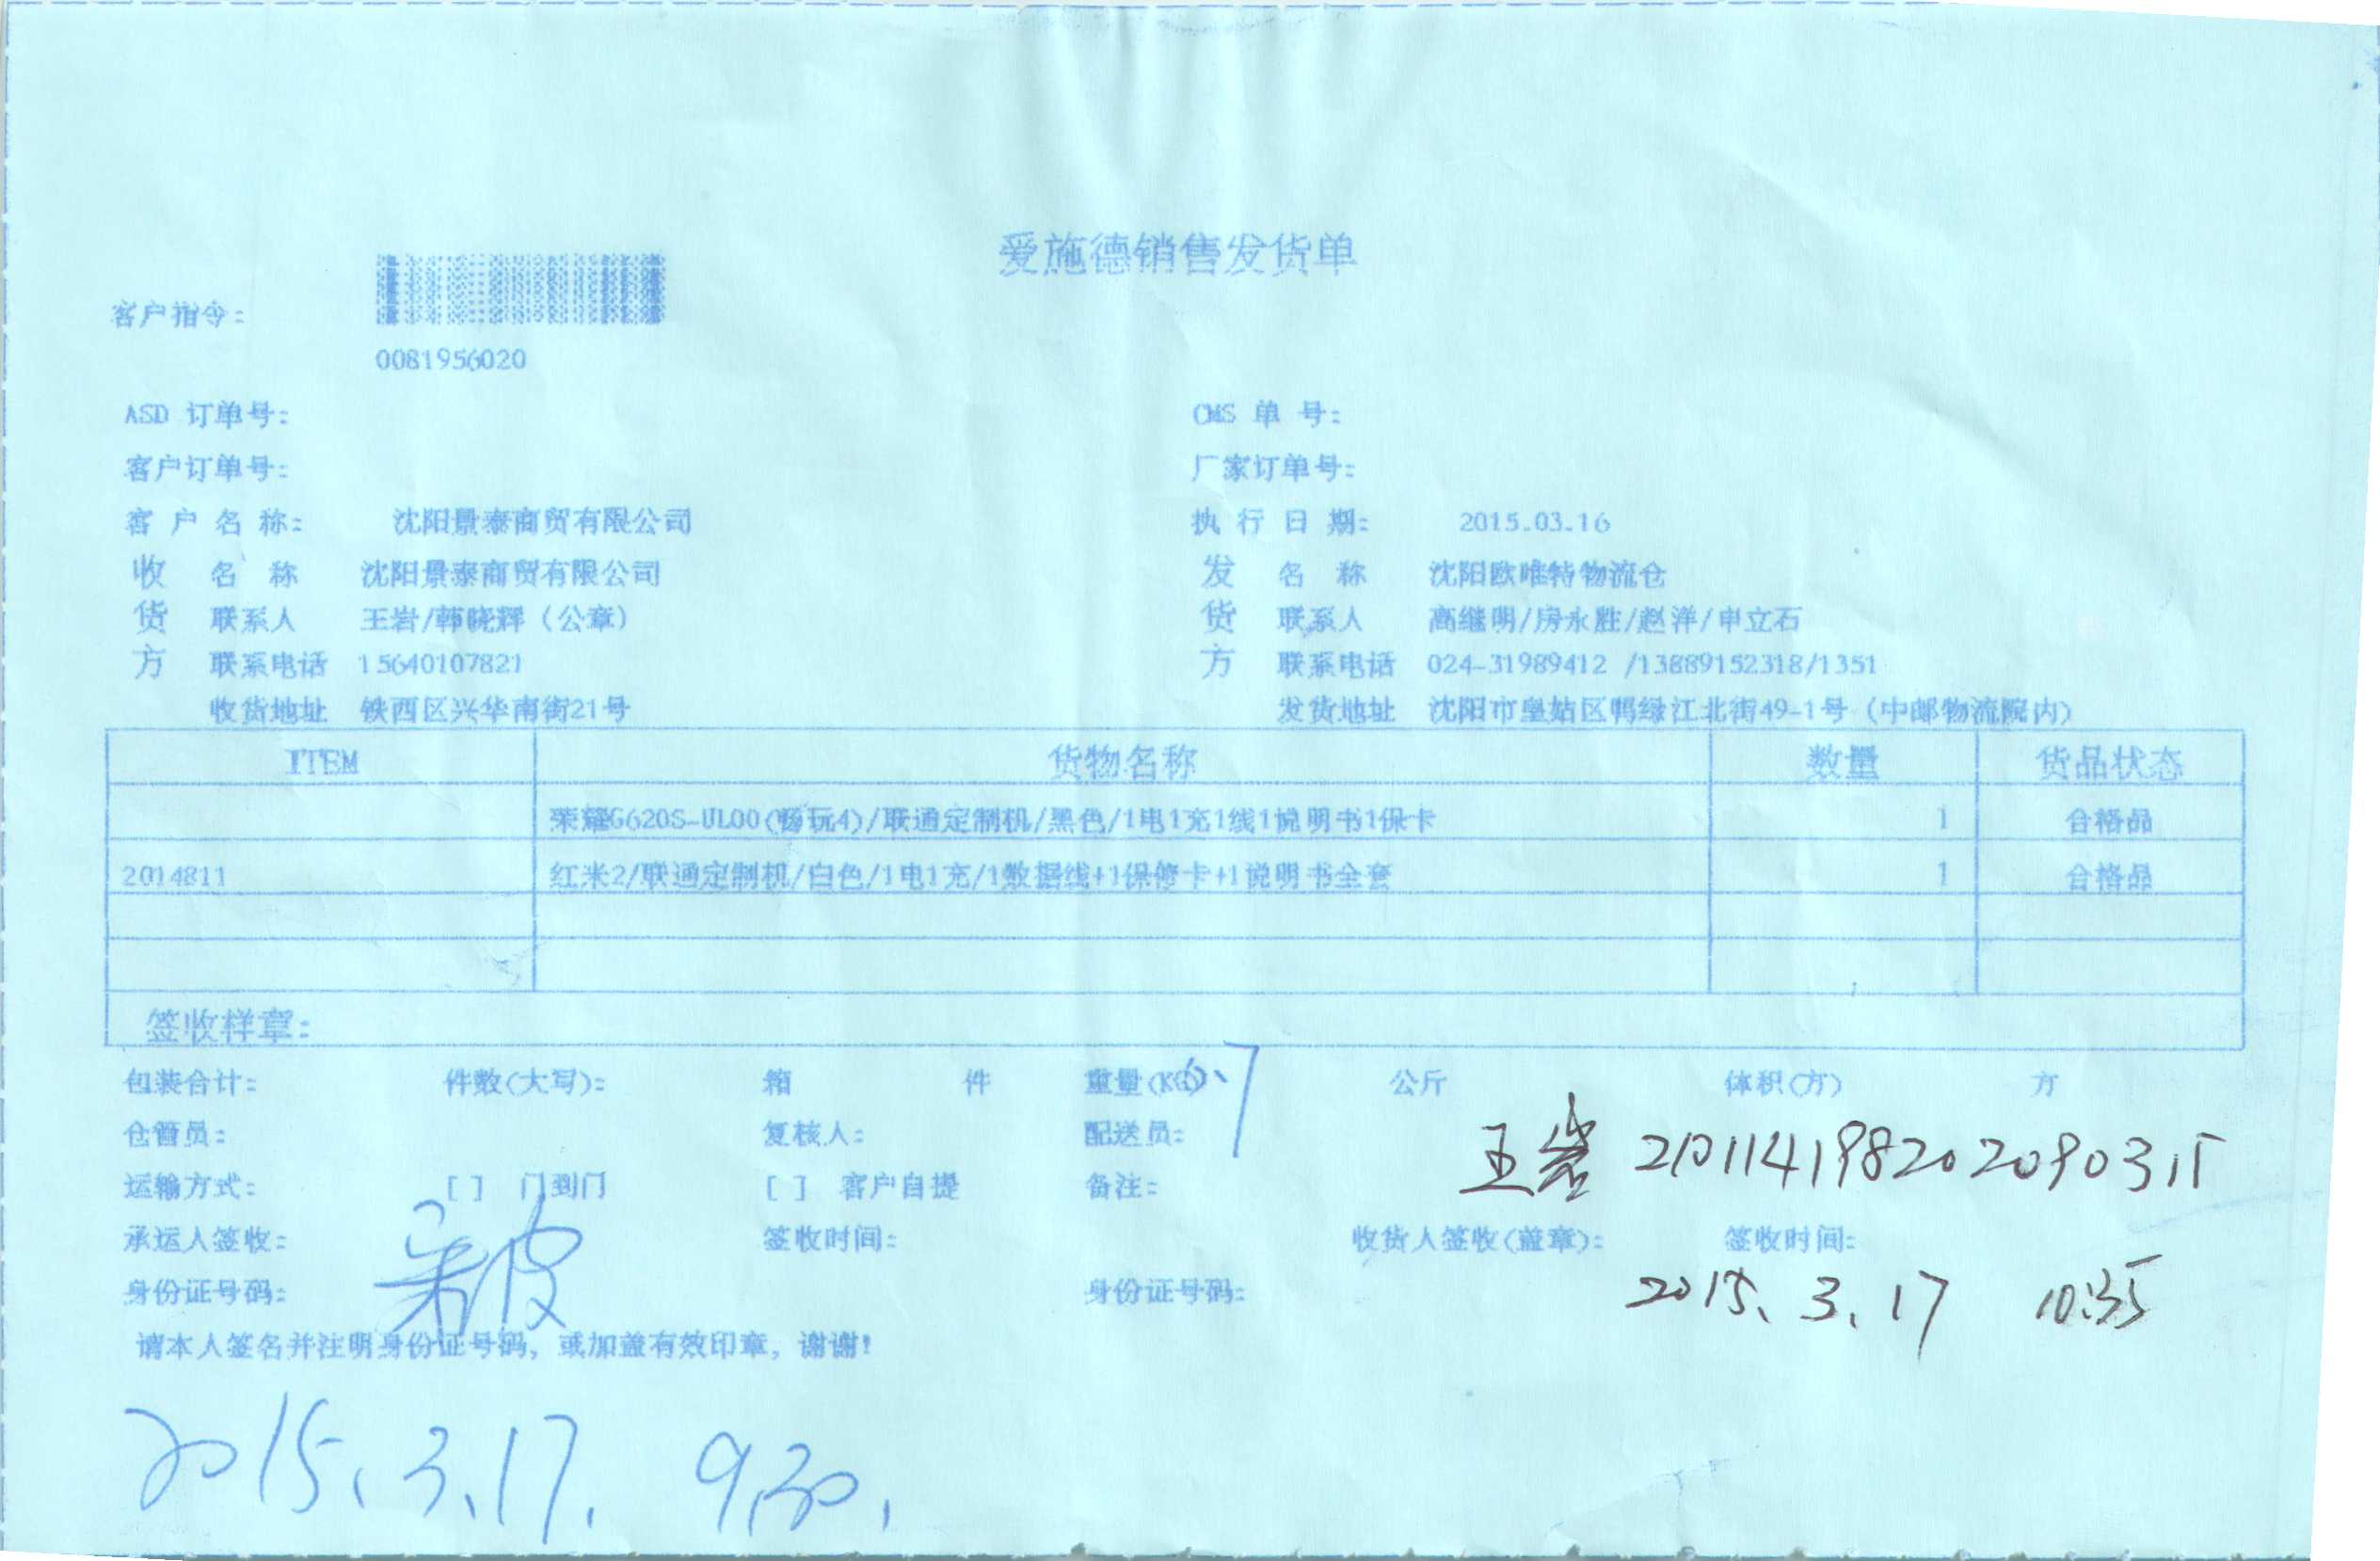 爱施德销售发货单
客户指令：
0081956020
ASD 订单号： CMS 单 号：
客户订单号： 厂家订单号：
客 户 名 称： 沈阳景泰商贸有限公司 执 行 日 期： 2015.03.16
收 名 称 沈阳景泰商贸有限公司 发 名 称 沈阳欧唯特物流仓
货 联系人 王岩/韩晓辉（公章） 货 联系人 高继明/房永胜/赵洋/申立石
方 联系电话 15640107821 方 联系电话 024-31989412 /13889152318/1351
收货地址 铁西区兴华南街21号 发货地址 沈阳市皇姑区鸭绿江北街49-1号（中邮物流院内）
ITEM 货物名称 数量 货品状态
荣耀G620S-UL00(畅玩4)/联通定制机/黑色/1电1充1线1说明书1保卡 1 合格品
2014811 红米2/联通定制机/白色/1电1充/1数据线+1保修卡+1说明书全套 1 合格品
签收样章：
包装合计： 件数(大写)： 箱 件 重量(KG) 0.7 公斤 体积(方) 方
仓管员： 复核人： 配送员：
王岩 210114198202090315
运输方式： [ ] 门到门 [ ] 客户自提 备注：
承运人签收： 签收时间： 收货人签收(盖章)： 签收时间：
身份证号码： 身份证号码： 2015.3.17 10:35
请本人签名并注明身份证号码，或加盖有效印章，谢谢！
2015.3.17. 9:30.